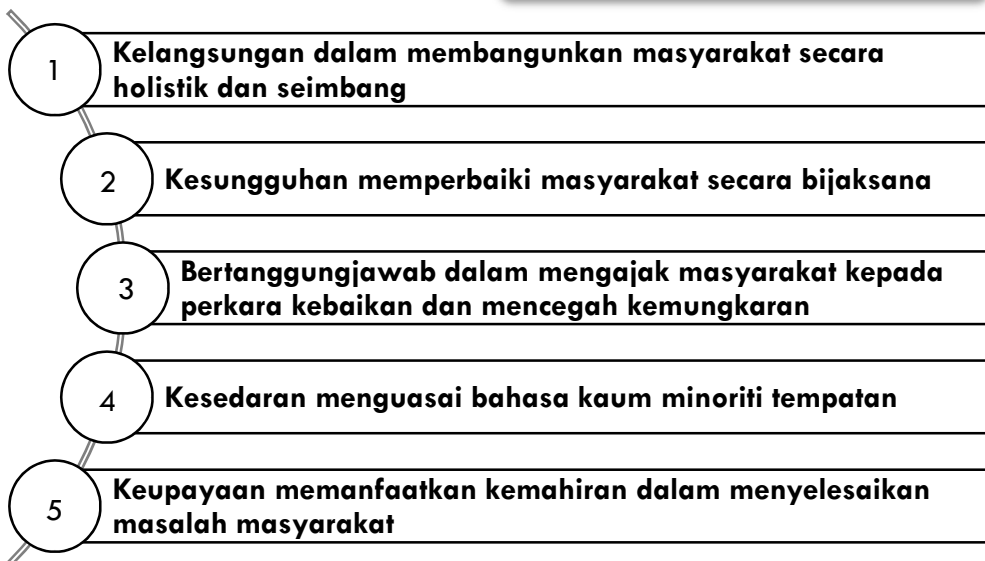 1
Kelangsungan dalam membangunkan masyarakat secara
holistik dan seimbang
2
Kesungguhan memperbaiki masyarakat secara bijaksana
3
Bertanggungjawab dalam mengajak masyarakat kepada
perkara kebaikan dan mencegah kemungkaran
4
Kesedaran menguasai bahasa kaum minoriti tempatan
5
Keupayaan memanfaatkan kemahiran dalam menyelesaikan
masalah masyarakat